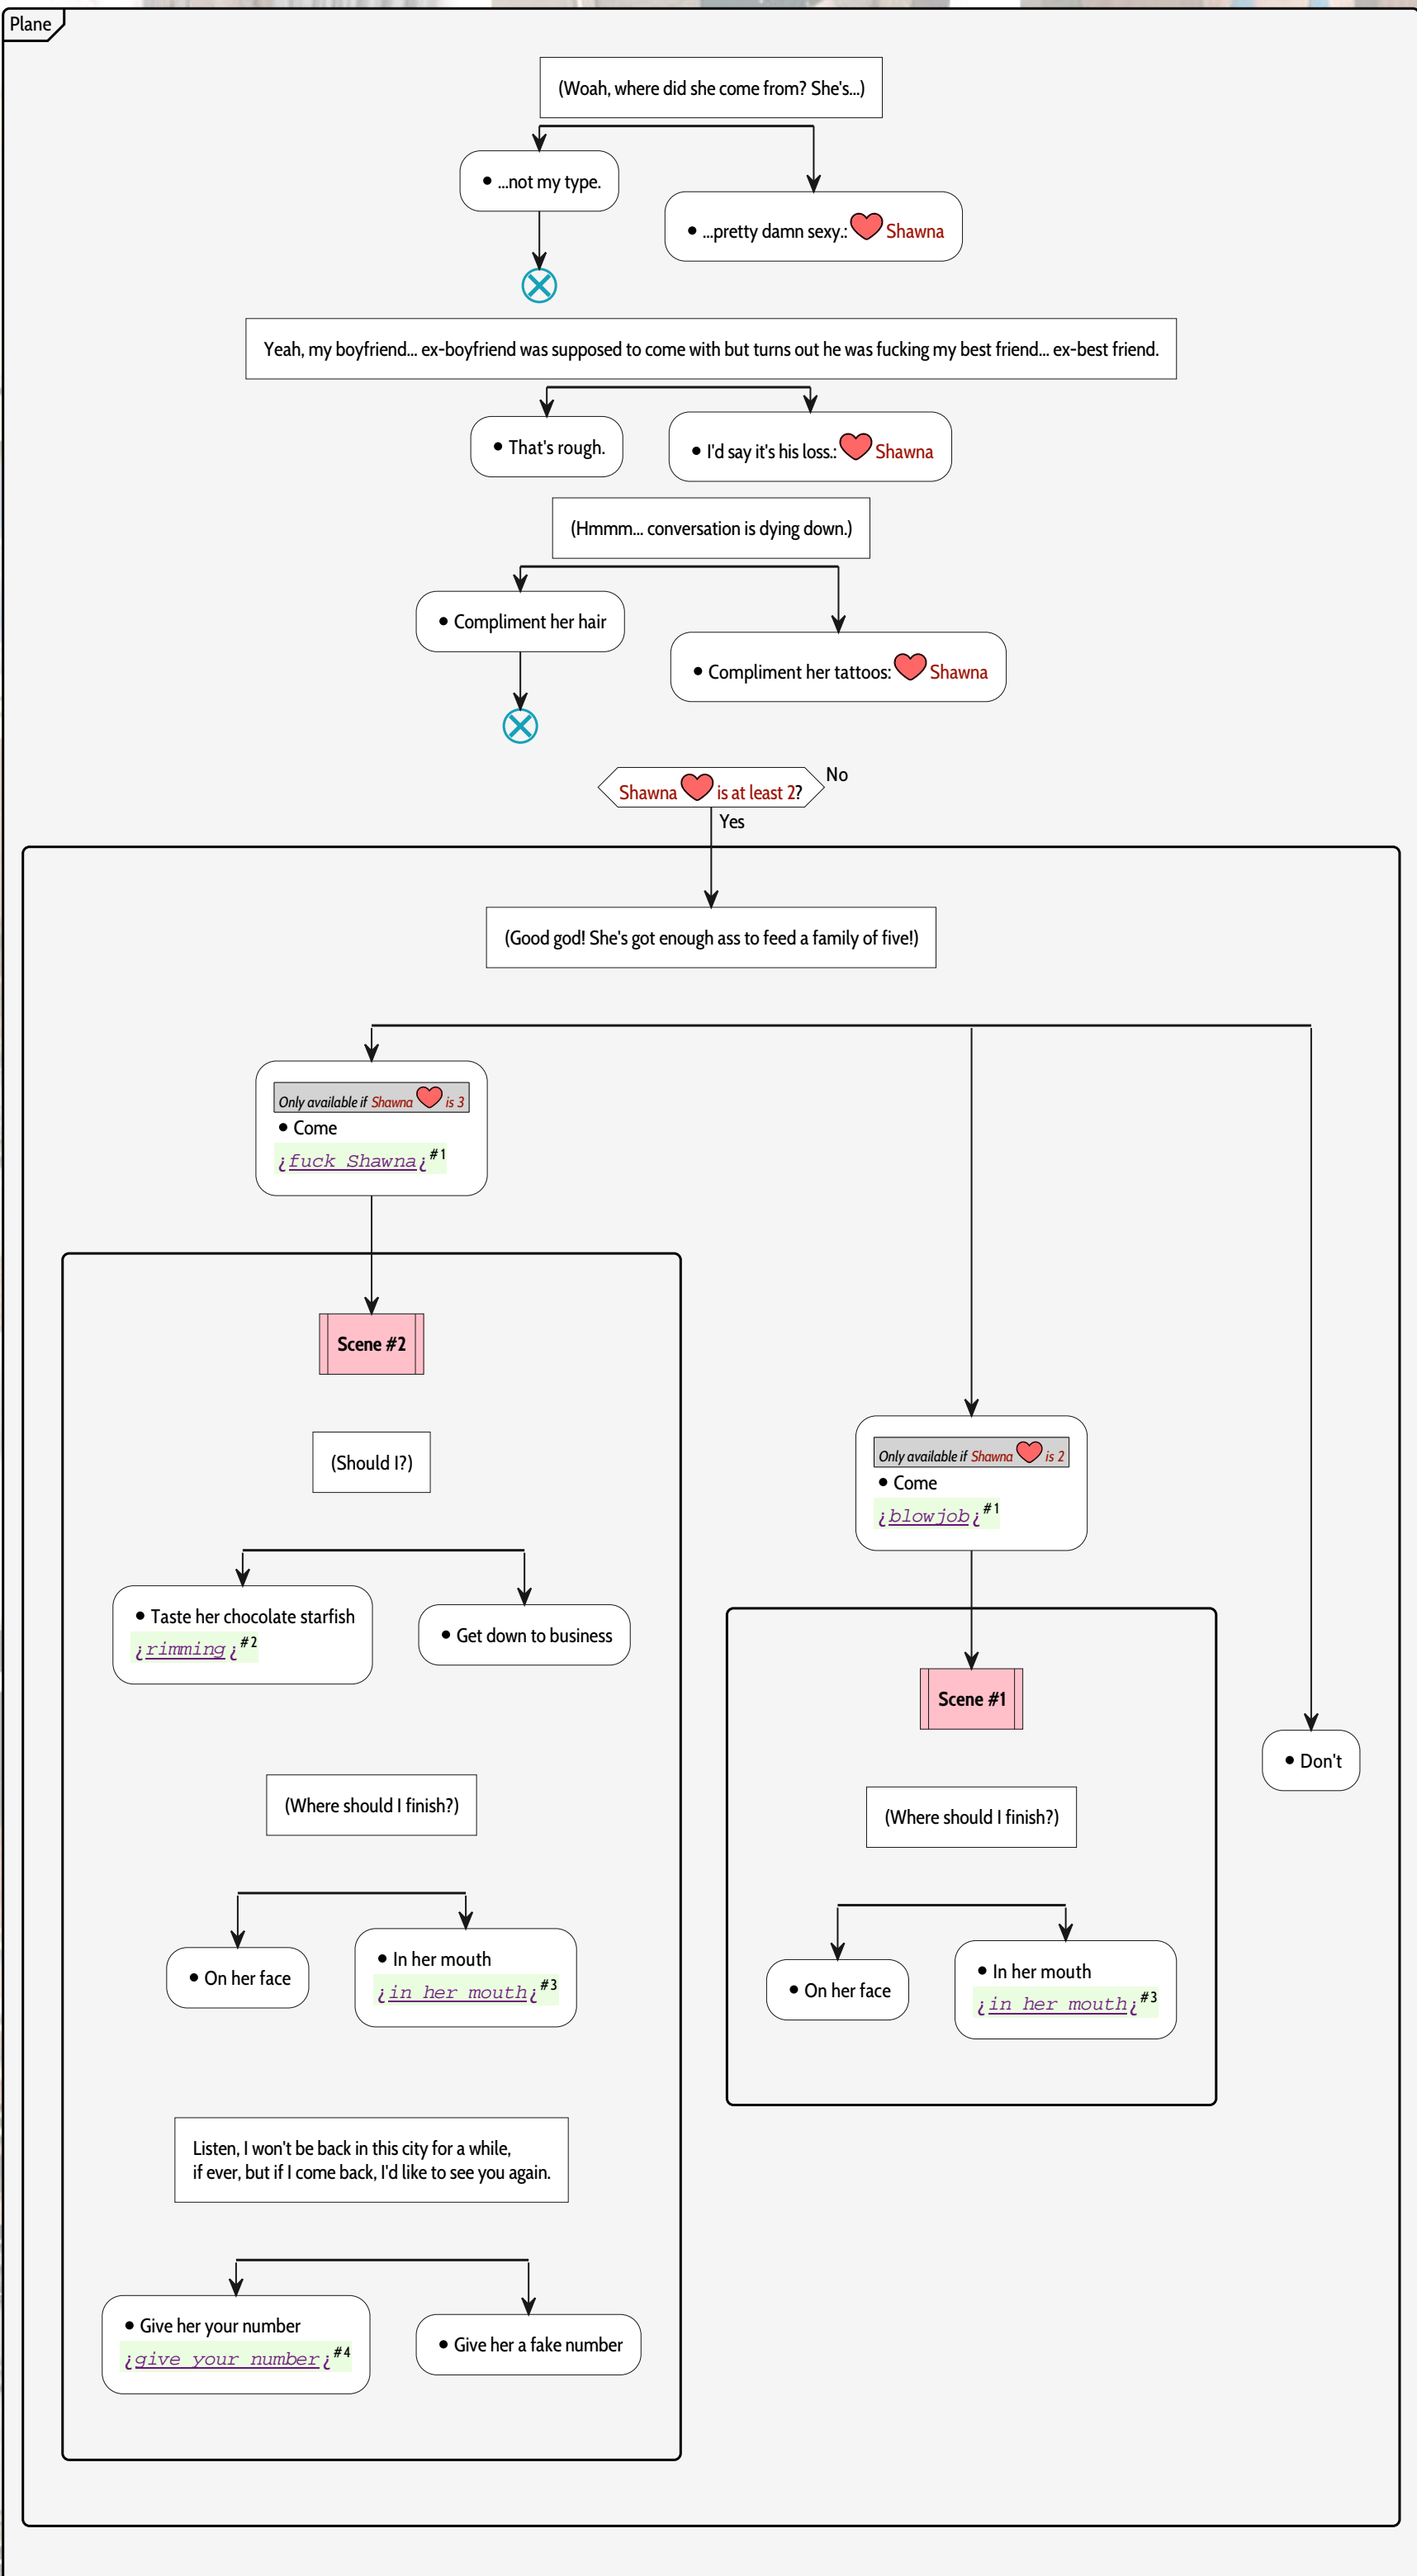 Plane
(Woah, where did she come from? She's...)
• ...not my type.
• ...pretty damn sexy.: Shawna
Yeah, my boyfriend... ex-boyfriend was supposed to come with but turns out he was fucking my best friend... ex-best friend.
• That's rough.
• I'd say it's his loss.: Shawna
(Hmmm... conversation is dying down.)
• Compliment her hair
• Compliment her tattoos: Shawna
Shawna is at least 2?
No
Yes
(Good god! She's got enough ass to feed a family of five!)
Only available if Shawna is 3
• Come
¿fuck Shawna¿#1
Scene #2
(Should I?)
• Taste her chocolate starfish
¿rimming¿#2
• Get down to business
(Where should I finish?)
• On her face
• In her mouth
¿in her mouth¿#3
Listen, I won't be back in this city for a while,
if ever, but if I come back, I'd like to see you again.
• Give her your number
¿give your number¿#4
• Give her a fake number
Only available if Shawna is 2
• Come
¿blowjob¿#1
Scene #1
(Where should I finish?)
• On her face
• In her mouth
¿in her mouth¿#3
• Don't